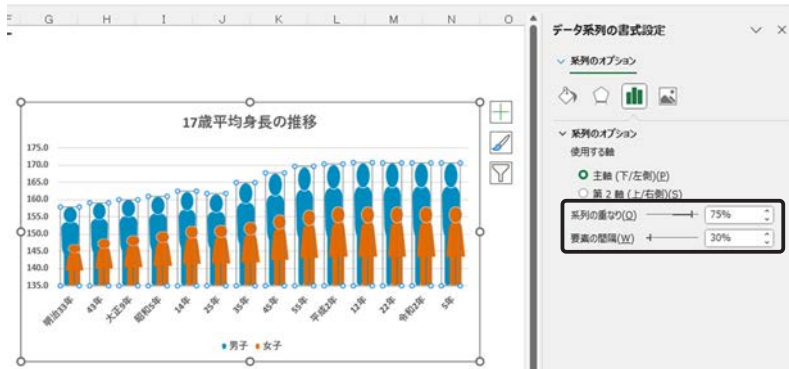 F G H I J K L M N O
データ系列の書式設定
系列のオプション
系列のオプション
使用する軸
主軸 (下/左側)(P)
第 2 軸 (上/右側)(S)
系列の重なり(O) 75%
要素の間隔(W) 30%
17歳平均身長の推移
175.0
170.0
165.0
160.0
155.0
150.0
145.0
140.0
135.0
明治33年 43年 大正9年 昭和5年 14年 25年 35年 45年 55年 平成2年 12年 22年 令和2年 5年
男子 女子